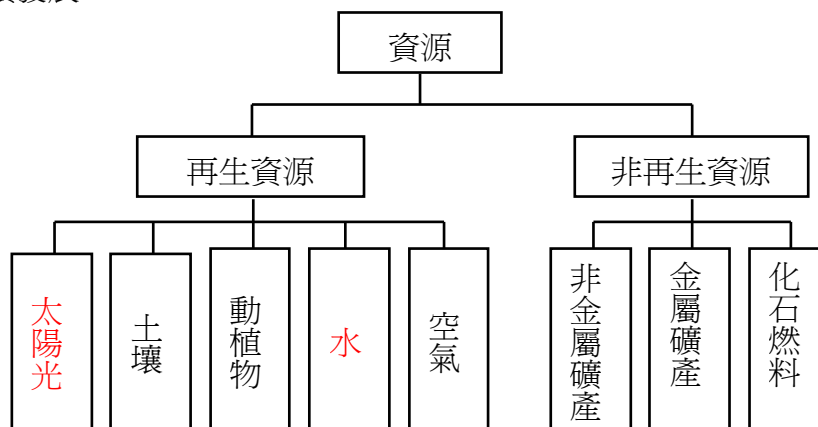 資源
再生資源
非再生資源
太陽光
土壤
動植物
水
空氣
非金屬礦產
金屬礦產
化石燃料